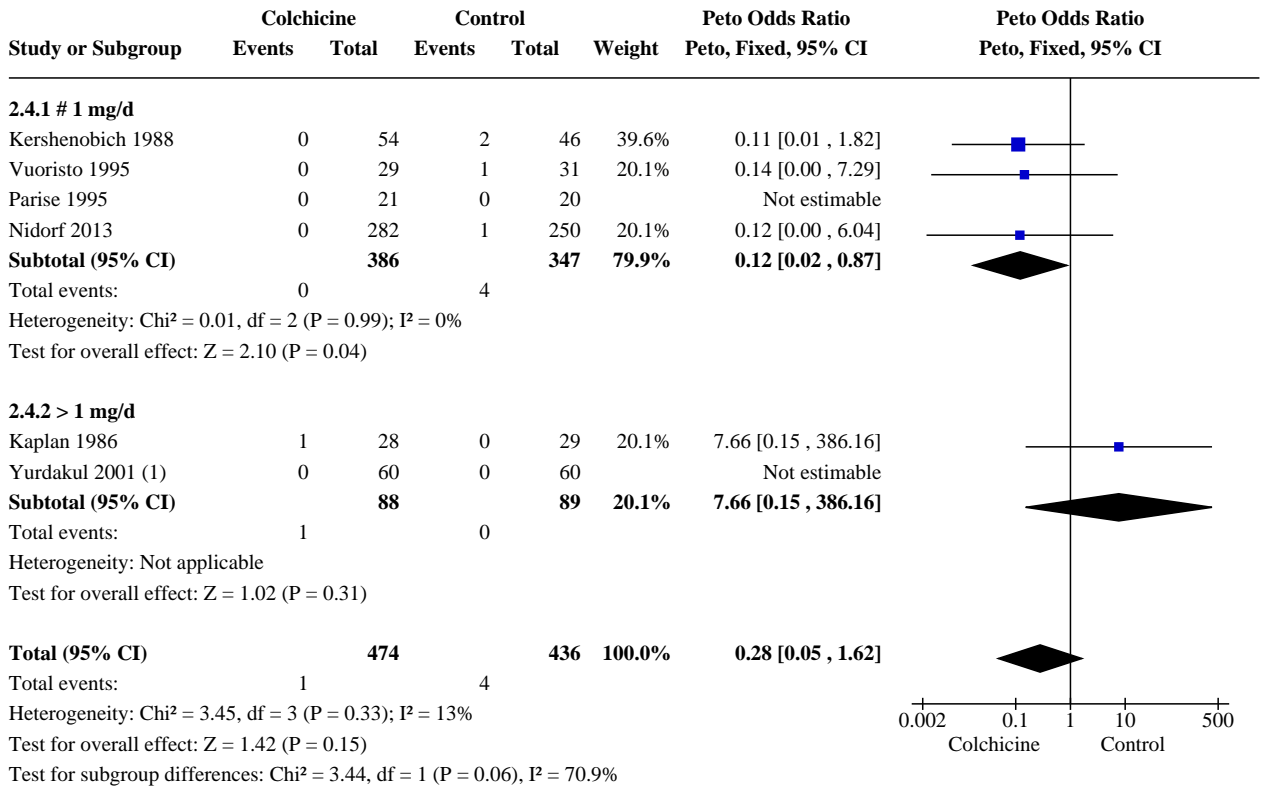 Colchicine Control Peto Odds Ratio Peto Odds Ratio
Study or Subgroup Events Total Events Total Weight Peto, Fixed, 95% CI Peto, Fixed, 95% CI
2.4.1 # 1 mg/d
Kershenobich 1988 0 54 2 46 39.6% 0.11 [0.01 , 1.82]
Vuoristo 1995 0 29 1 31 20.1% 0.14 [0.00 , 7.29]
Parise 1995 0 21 0 20 Not estimable
Nidorf 2013 0 282 1 250 20.1% 0.12 [0.00 , 6.04]
Subtotal (95% CI) 386 347 79.9% 0.12 [0.02 , 0.87]
Total events: 0 4
Heterogeneity: Chi² = 0.01, df = 2 (P = 0.99); I² = 0%
Test for overall effect: Z = 2.10 (P = 0.04)
2.4.2 > 1 mg/d
Kaplan 1986 1 28 0 29 20.1% 7.66 [0.15 , 386.16]
Yurdakul 2001 (1) 0 60 0 60 Not estimable
Subtotal (95% CI) 88 89 20.1% 7.66 [0.15 , 386.16]
Total events: 1 0
Heterogeneity: Not applicable
Test for overall effect: Z = 1.02 (P = 0.31)
Total (95% CI) 474 436 100.0% 0.28 [0.05 , 1.62]
Total events: 1 4
Heterogeneity: Chi² = 3.45, df = 3 (P = 0.33); I² = 13%
Test for overall effect: Z = 1.42 (P = 0.15)
Test for subgroup differences: Chi² = 3.44, df = 1 (P = 0.06), I² = 70.9%
0.002 0.1 1 10 500
Colchicine Control